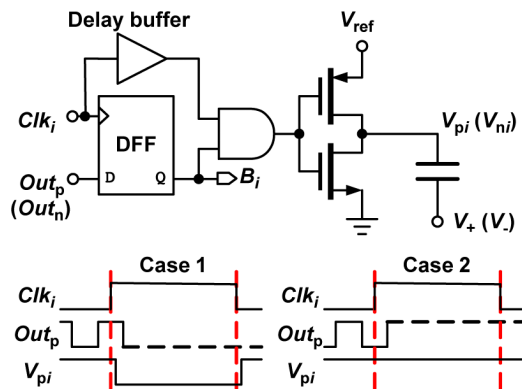 Delay buffer
V_ref
Clk_i
DFF
V_pi (V_ni)
D Q
B_i
Out_p
(Out_n)
V_+ (V_-)
Case 1
Case 2
Clk_i
Clk_i
Out_p
Out_p
V_pi
V_pi